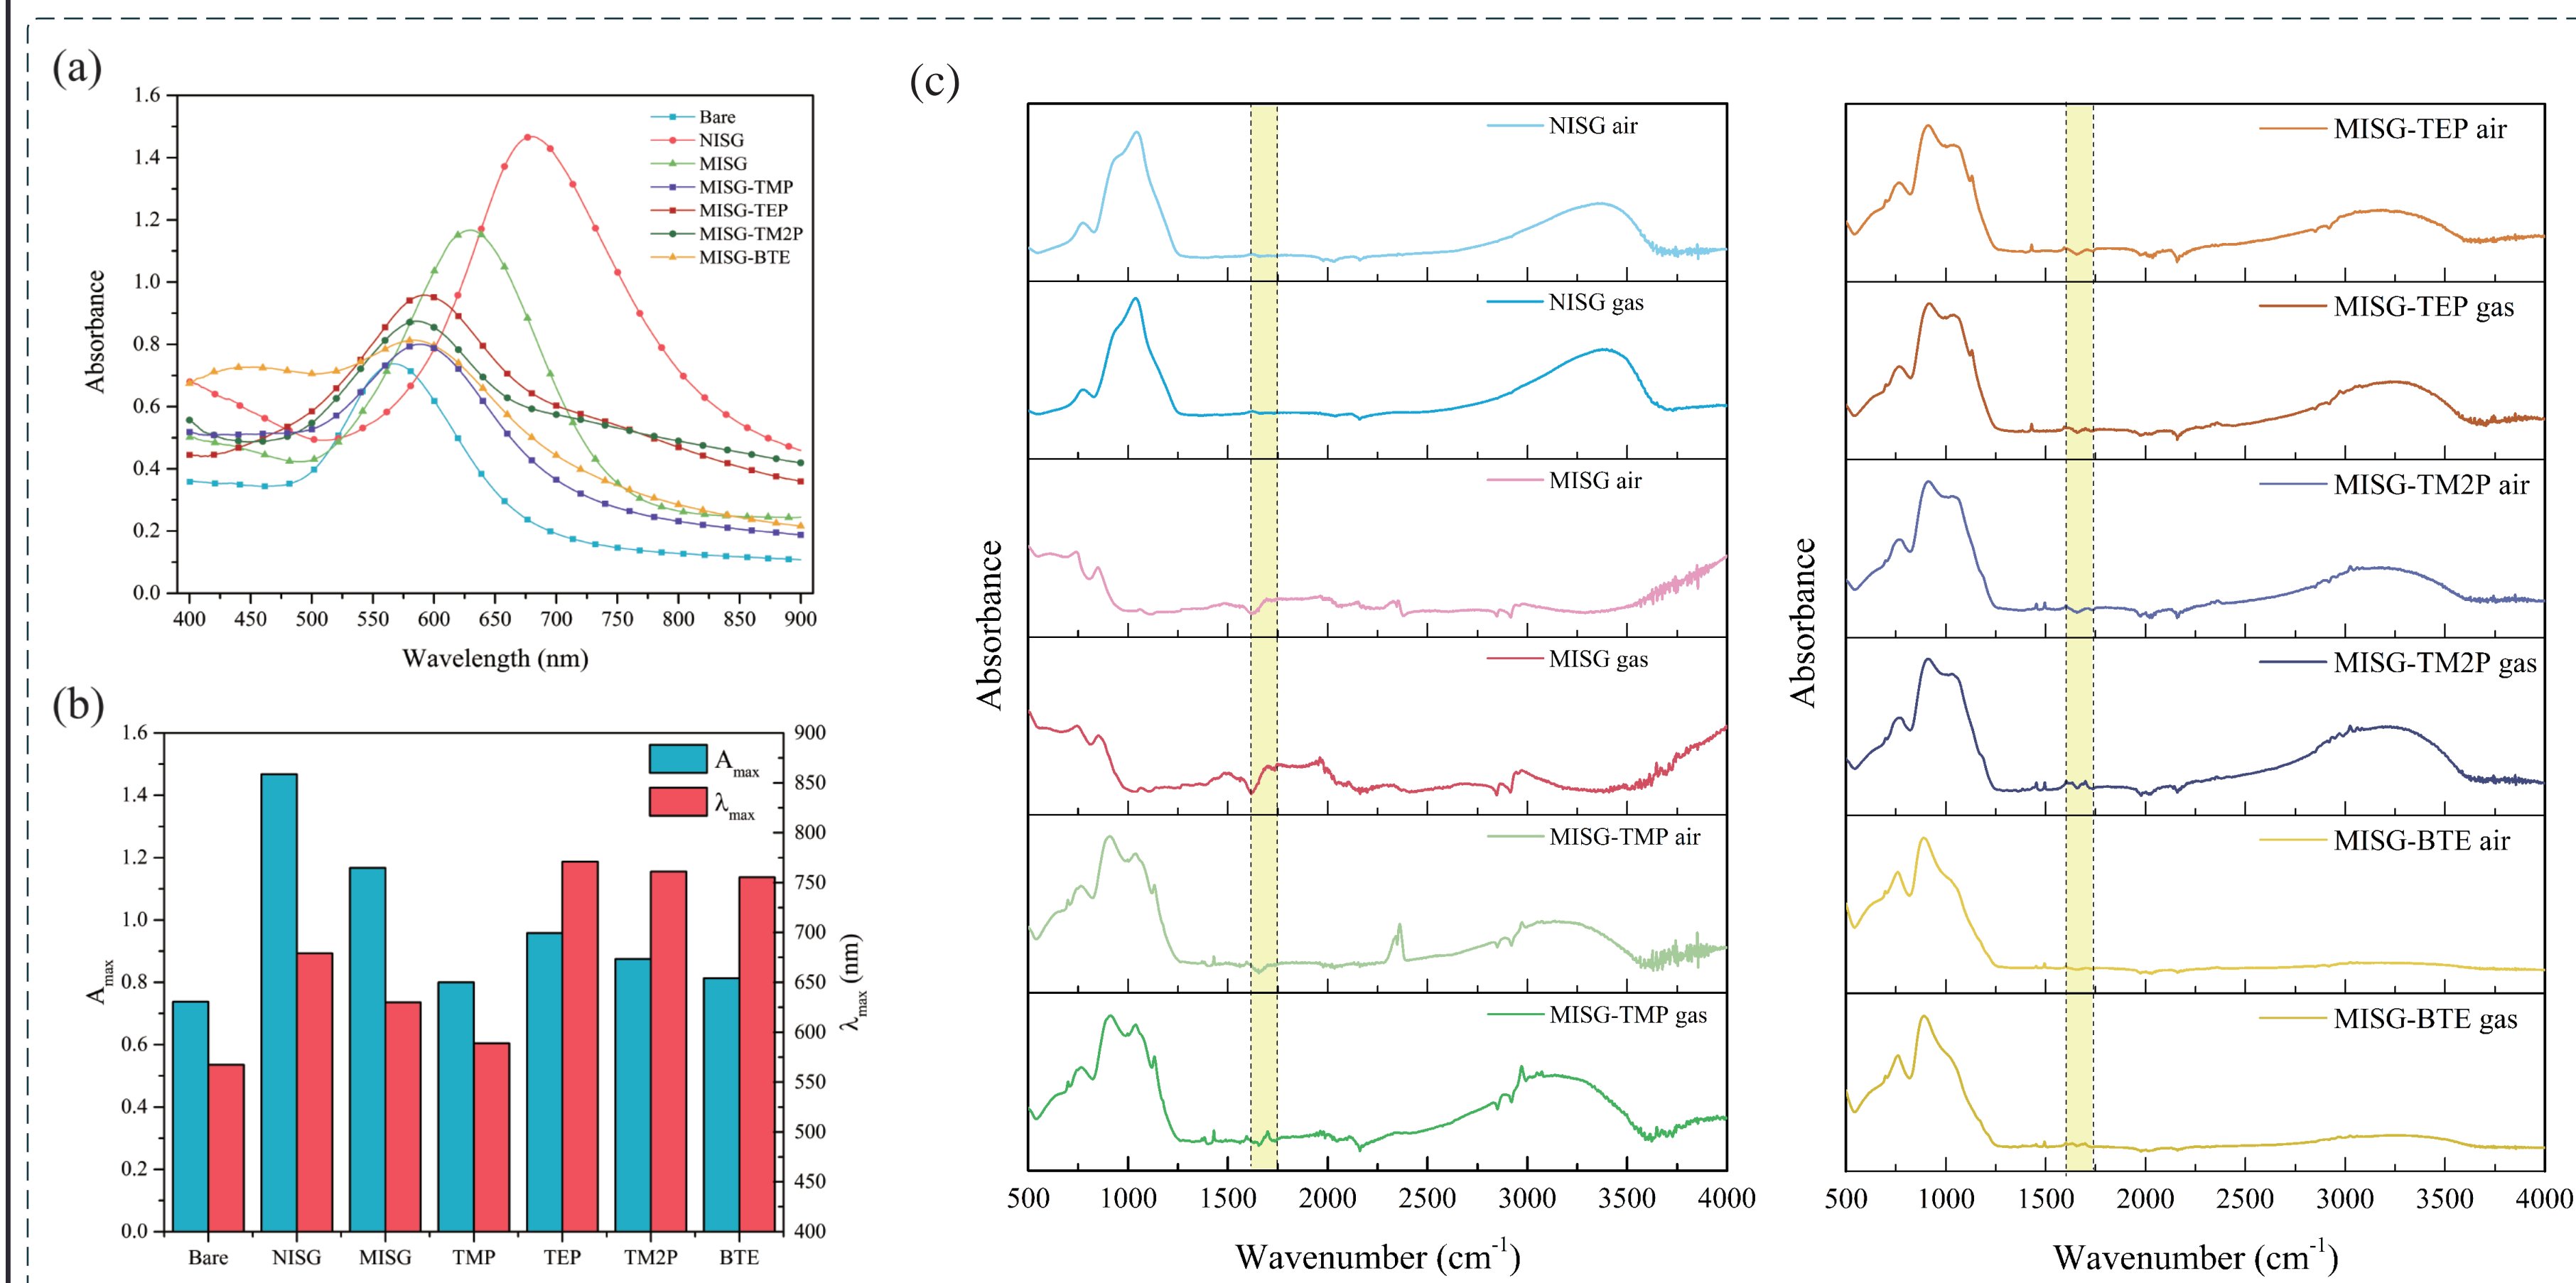 (a)
1.6
1.4
1.2
1.0
0.8
0.6
0.4
0.2
0.0
Absorbance
Bare
NISG
MISG
MISG-TMP
MISG-TEP
MISG-TM2P
MISG-BTE
400 450 500 550 600 650 700 750 800 850 900
Wavelength (nm)
(b)
1.6
1.4
1.2
1.0
0.8
0.6
0.4
0.2
0.0
Amax
Amax
λmax
900
850
800
750
700
650
600
550
500
450
400
λmax (nm)
Bare NISG MISG TMP TEP TM2P BTE
(c)
Absorbance
NISG air
NISG gas
MISG air
MISG gas
MISG-TMP air
MISG-TMP gas
500 1000 1500 2000 2500 3000 3500 4000
Wavenumber (cm-1)
Absorbance
MISG-TEP air
MISG-TEP gas
MISG-TM2P air
MISG-TM2P gas
MISG-BTE air
MISG-BTE gas
500 1000 1500 2000 2500 3000 3500 4000
Wavenumber (cm-1)